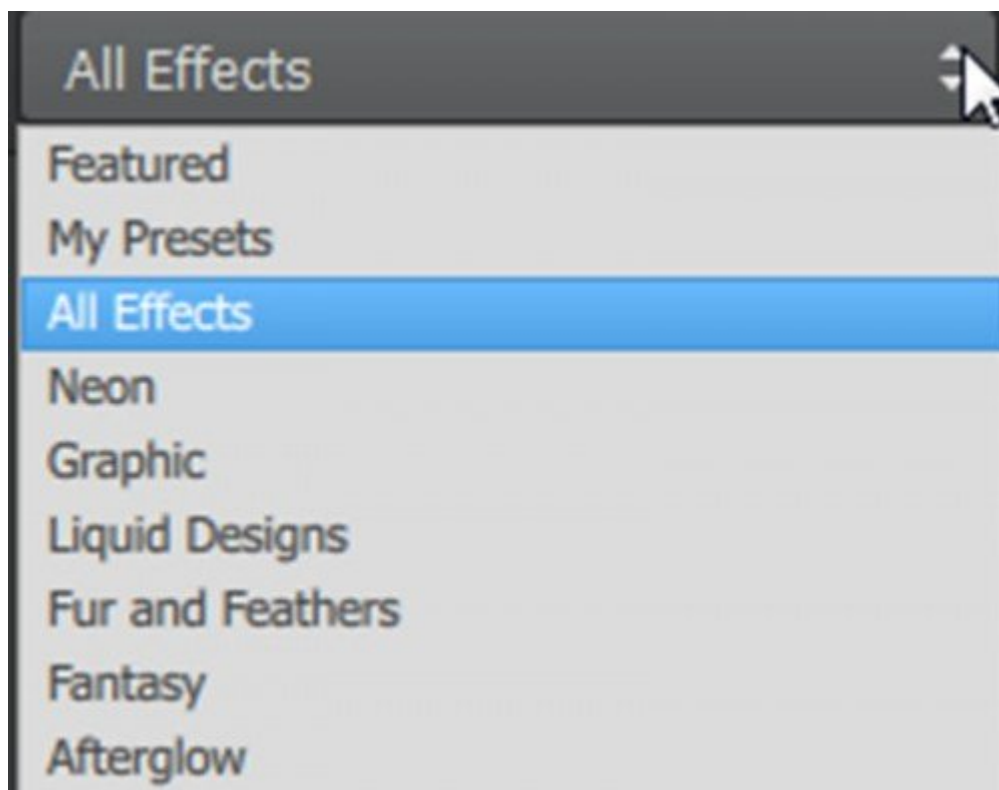 All Effects
Featured
My Presets
All Effects
Neon
Graphic
Liquid Designs
Fur and Feathers
Fantasy
Afterglow